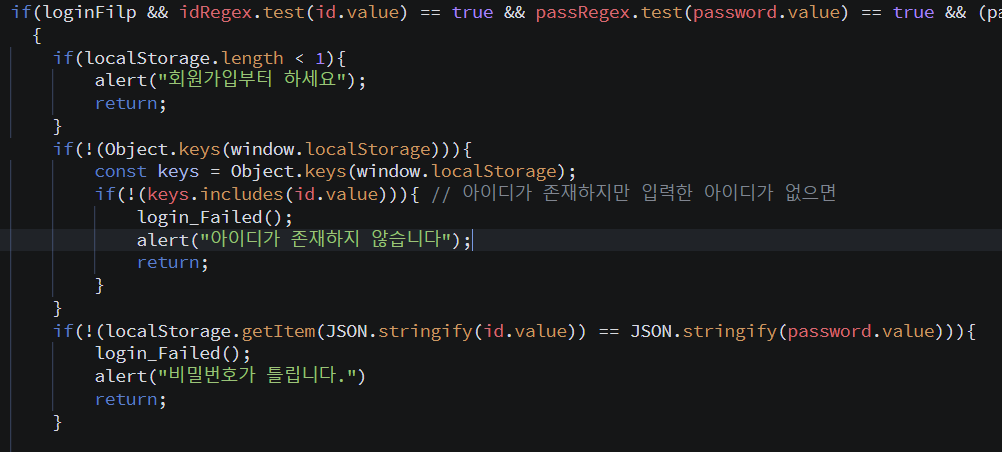 if(loginFilp && idRegex.test(id.value) == true && passRegex.test(password.value) == true && (pa
{
if(localStorage.length < 1){
alert("회원가입부터 하세요");
return;
}
if(!(Object.keys(window.localStorage))){
const keys = Object.keys(window.localStorage);
if(!(keys.includes(id.value))){ // 아이디가 존재하지만 입력한 아이디가 없으면
login_Failed();
alert("아이디가 존재하지 않습니다");
return;
}
}
if(!(localStorage.getItem(JSON.stringify(id.value)) == JSON.stringify(password.value))){
login_Failed();
alert("비밀번호가 틀립니다.")
return;
}